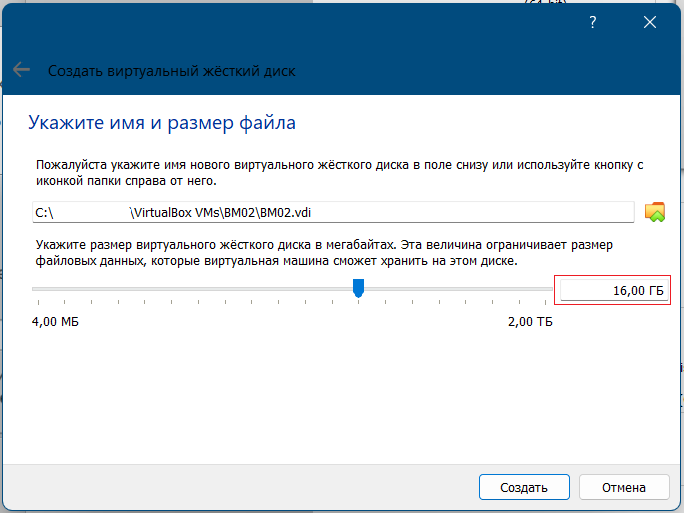 ?
Создать виртуальный жёсткий диск
Укажите имя и размер файла
Пожалуйста укажите имя нового виртуального жёсткого диска в поле снизу или используйте кнопку с
иконкой папки справа от него.
C:\ \VirtualBox VMs\BM02\BM02.vdi
Укажите размер виртуального жёсткого диска в мегабайтах. Эта величина ограничивает размер
файловых данных, которые виртуальная машина сможет хранить на этом диске.
16,00 ГБ
4,00 МБ 2,00 ТБ
Создать Отмена